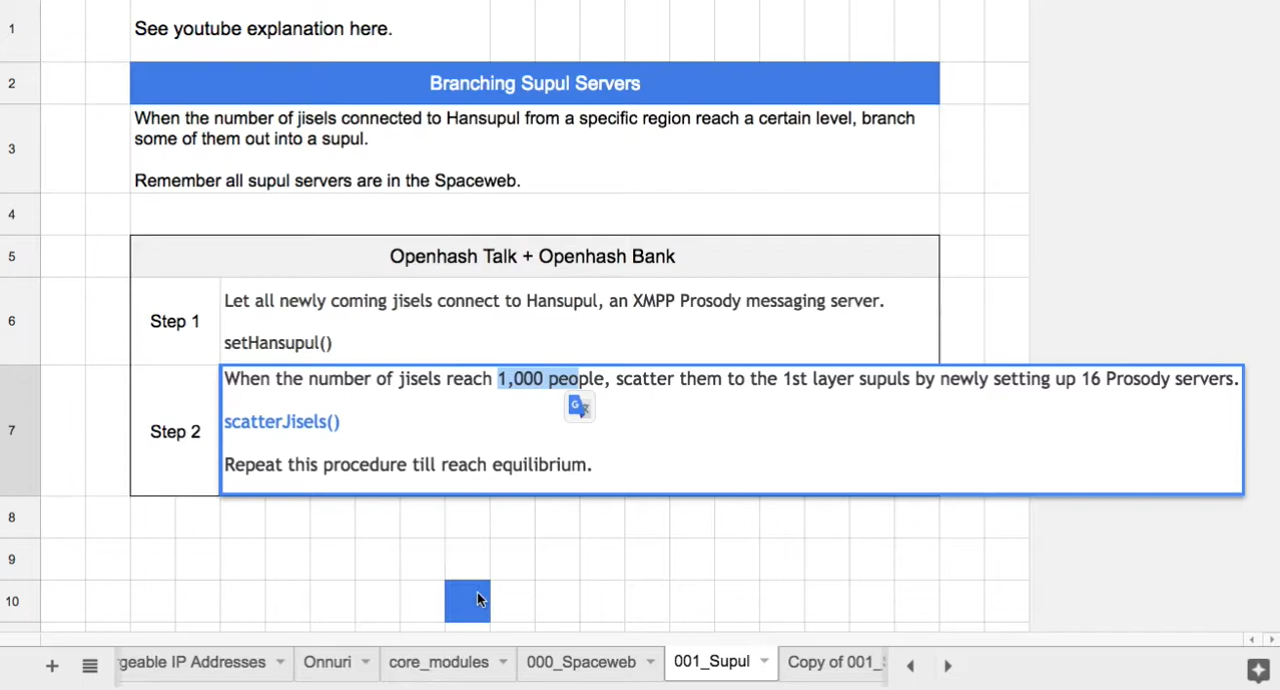 1
See youtube explanation here.
2
Branching Supul Servers
When the number of jisels connected to Hansupul from a specific region reach a certain level, branch
some of them out into a supul.
3
Remember all supul servers are in the Spaceweb.
4
5
Openhash Talk + Openhash Bank
Let all newly coming jisels connect to Hansupul, an XMPP Prosody messaging server.
6
Step 1
setHansupul()
When the number of jisels reach 1,000 people, scatter them to the 1st layer supuls by newly setting up 16 Prosody servers.
scatterJisels()
7
Step 2
Repeat this procedure till reach equilibrium.
8
9
10
geable IP Addresses
Onnuri
core_modules
000_Spaceweb
001_Supul
Copy of 001_